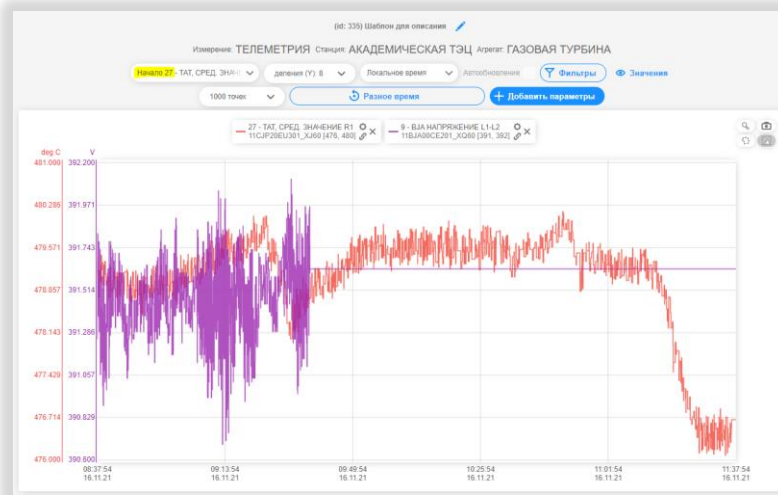 (id: 335) Шаблон для описания
Измерение: ТЕЛЕМЕТРИЯ Станция: АКАДЕМИЧЕСКАЯ ТЭЦ Агрегат: ГАЗОВАЯ ТУРБИНА
Начало 27 - ТАТ, СРЕД. ЗНАЧ деления (Y): 8 Локальное время Автообновление Фильтры Значения
1000 точек Разное время + Добавить параметры
27 - ТАТ, СРЕД. ЗНАЧЕНИЕ R1 9 - BJA НАПРЯЖЕНИЕ L1-L2
11CJP20EU301_XJ60 [476, 480] 11BJA00CE201_XQ60 [391, 392]
deg C V
481.000 392.200
480.286 391.971
479.571 391.743
478.857 391.514
478.143 391.286
477.429 391.057
476.714 390.829
476.000 390.600
08:37:54 09:13:54 09:49:54 10:25:54 11:01:54 11:37:54
16.11.21 16.11.21 16.11.21 16.11.21 16.11.21 16.11.21